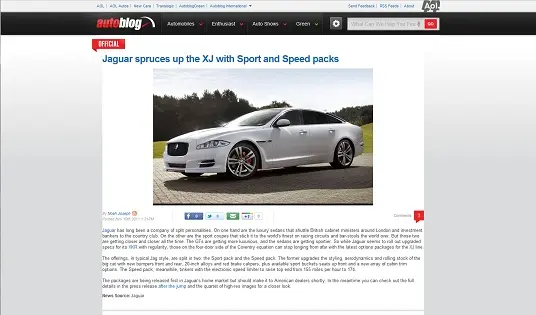 AOL | AOL Autos | New Cars | Translogic | AutoblogGreen | Autoblog International
Send Feedback | RSS Feeds | About
Aol.
autoblog
Automobiles
Enthusiast
Auto Shows
Green
What Can We Help You Find
GO
OFFICIAL
Jaguar spruces up the XJ with Sport and Speed packs
By Noah Joseph
Comments
Jaguar has long been a company of split personalities. On one hand are the luxury sedans that shuttle British cabinet ministers around London and investment
bankers to the country club. On the other are the sport coupes that stick it to the world's finest on racing circuits and bar-stools the world over. But these two
are getting closer and closer all the time. The GTs are getting more luxurious, and the sedans are getting sportier. So while Jaguar seems to roll out upgraded
specs for its XKR with regularity, those on the four door side of the Coventry equation can stop longing from afar with the latest options packages for the XJ line.
The offerings, in typical Jag style, are split in two: the Sport pack and the Speed pack. The former upgrades the styling, aerodynamics and rolling stock of the
big cat with new bumpers front and rear, 20-inch alloys and red brake calipers, plus available sport buckets seats up front and a new array of cabin trim
options. The Speed pack, meanwhile, tinkers with the electronic speed limiter to raise top end from 155 miles per hour to 174.
The packages are being released first in Jaguar's home market but should make it to American dealers shortly. In the meantime you can check out the full
details in the press release after the jump and the quartet of high-res images for a closer look.
News Source: Jaguar